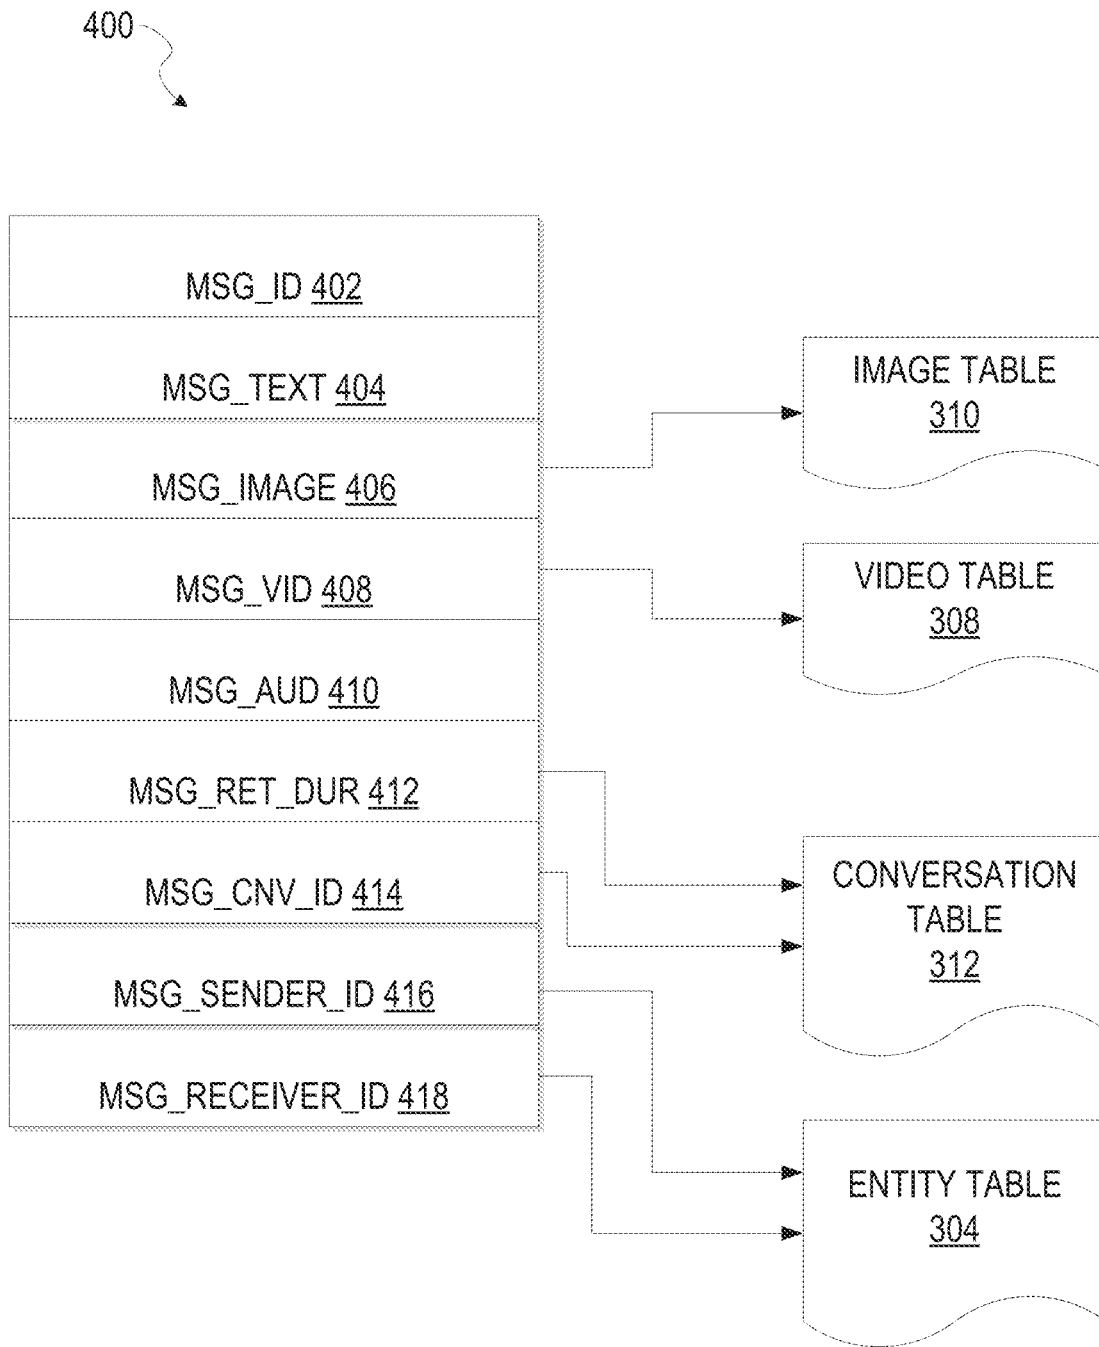 400
MSG_ID 402
MSG_TEXT 404
MSG_IMAGE 406
MSG_VID 408
MSG_AUD 410
MSG_RET_DUR 412
MSG_CNV_ID 414
MSG_SENDER_ID 416
MSG_RECEIVER_ID 418
IMAGE TABLE
310
VIDEO TABLE
308
CONVERSATION
TABLE
312
ENTITY TABLE
304